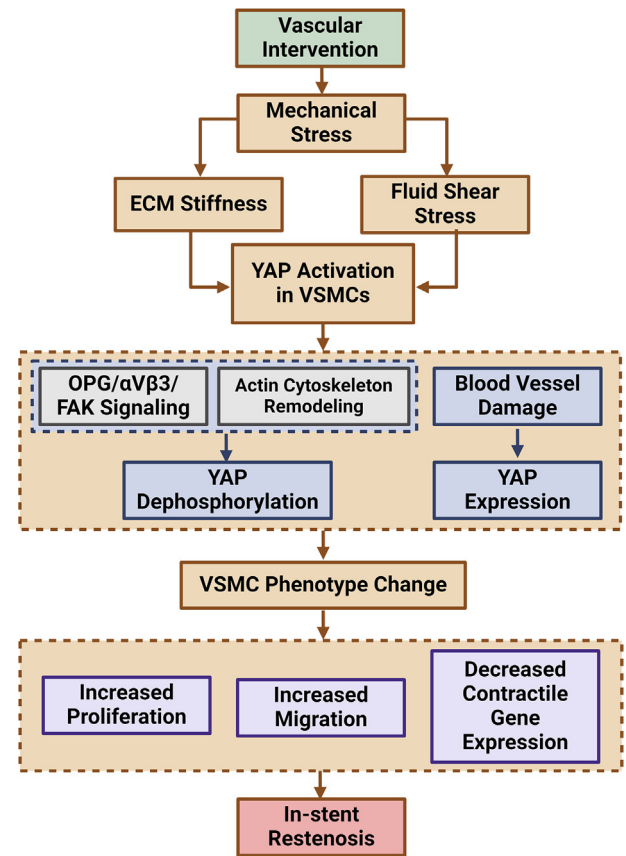 Vascular
Intervention
Mechanical
Stress
ECM Stiffness
Fluid Shear
Stress
YAP Activation
in VSMCs
OPG/αVβ3/
FAK Signaling
Actin Cytoskeleton
Remodeling
Blood Vessel
Damage
YAP
Dephosphorylation
YAP
Expression
VSMC Phenotype Change
Increased
Proliferation
Increased
Migration
Decreased
Contractile
Gene
Expression
In-stent
Restenosis